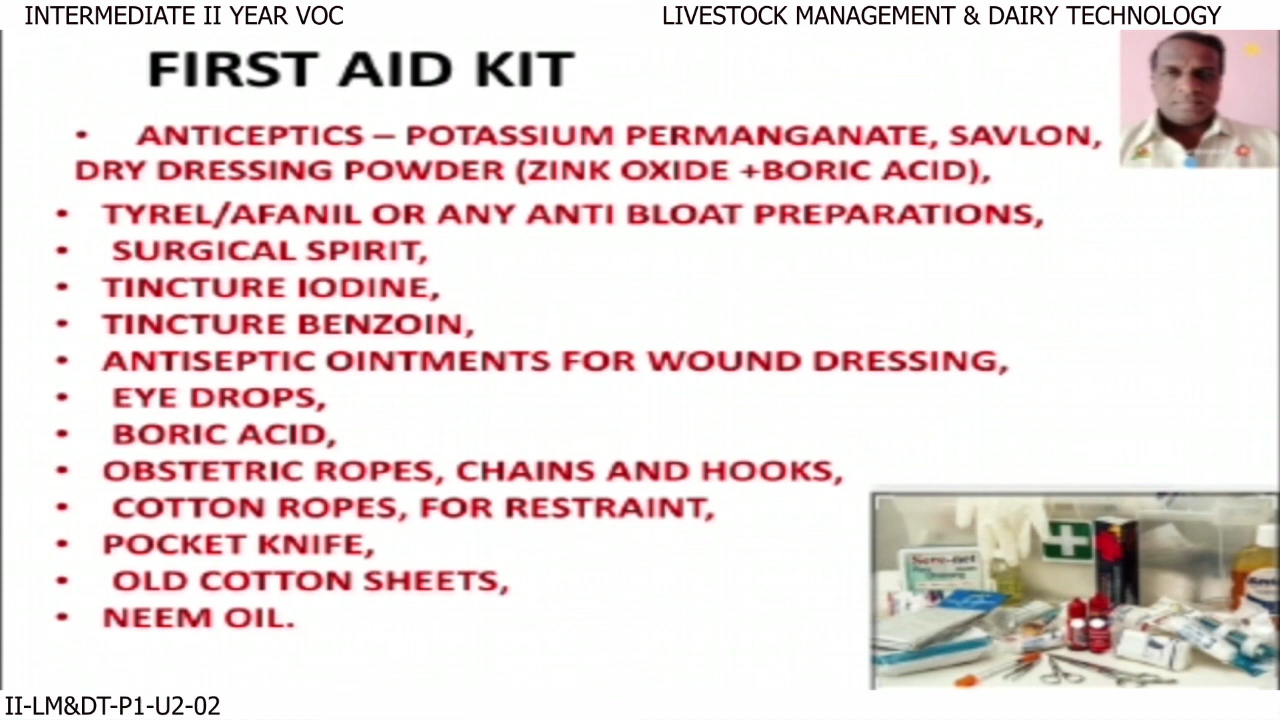 INTERMEDIATE II YEAR VOC
LIVESTOCK MANAGEMENT & DAIRY TECHNOLOGY
FIRST AID KIT
• ANTICEPTICS – POTASSIUM PERMANGANATE, SAVLON,
DRY DRESSING POWDER (ZINK OXIDE +BORIC ACID),
• TYREL/AFANIL OR ANY ANTI BLOAT PREPARATIONS,
• SURGICAL SPIRIT,
• TINCTURE IODINE,
• TINCTURE BENZOIN,
• ANTISEPTIC OINTMENTS FOR WOUND DRESSING,
• EYE DROPS,
• BORIC ACID,
• OBSTETRIC ROPES, CHAINS AND HOOKS,
• COTTON ROPES, FOR RESTRAINT,
• POCKET KNIFE,
• OLD COTTON SHEETS,
• NEEM OIL.
II-LM&DT-P1-U2-02